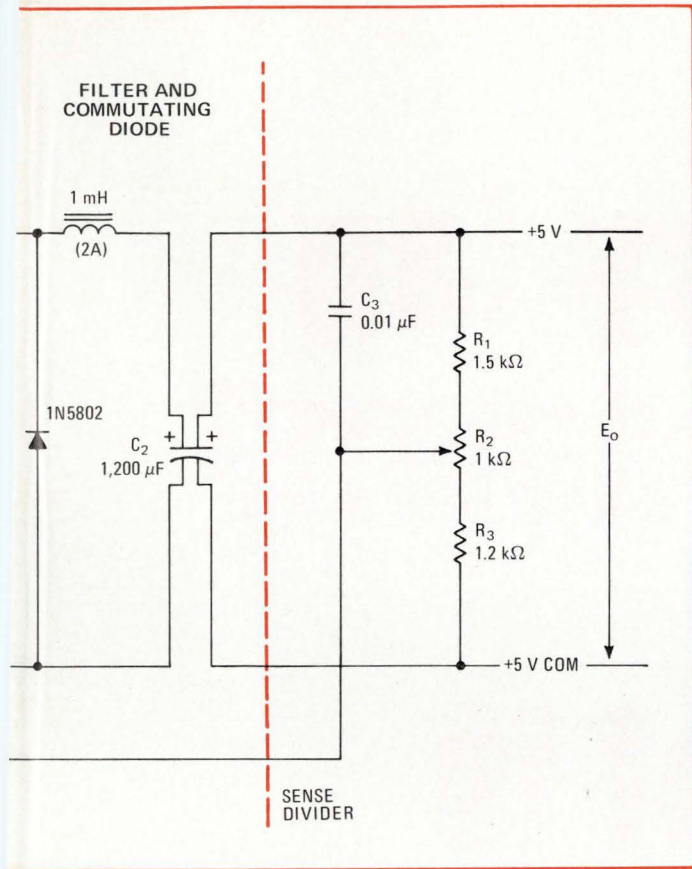 FILTER AND
COMMUTATING
DIODE
1 mH
(2A)
+5 V
C3
0.01 μF
R1
1.5 kΩ
1N5802
C2
1,200 μF
+
+
R2
1 kΩ
EO
R3
1.2 kΩ
+5 V COM
SENSE
DIVIDER